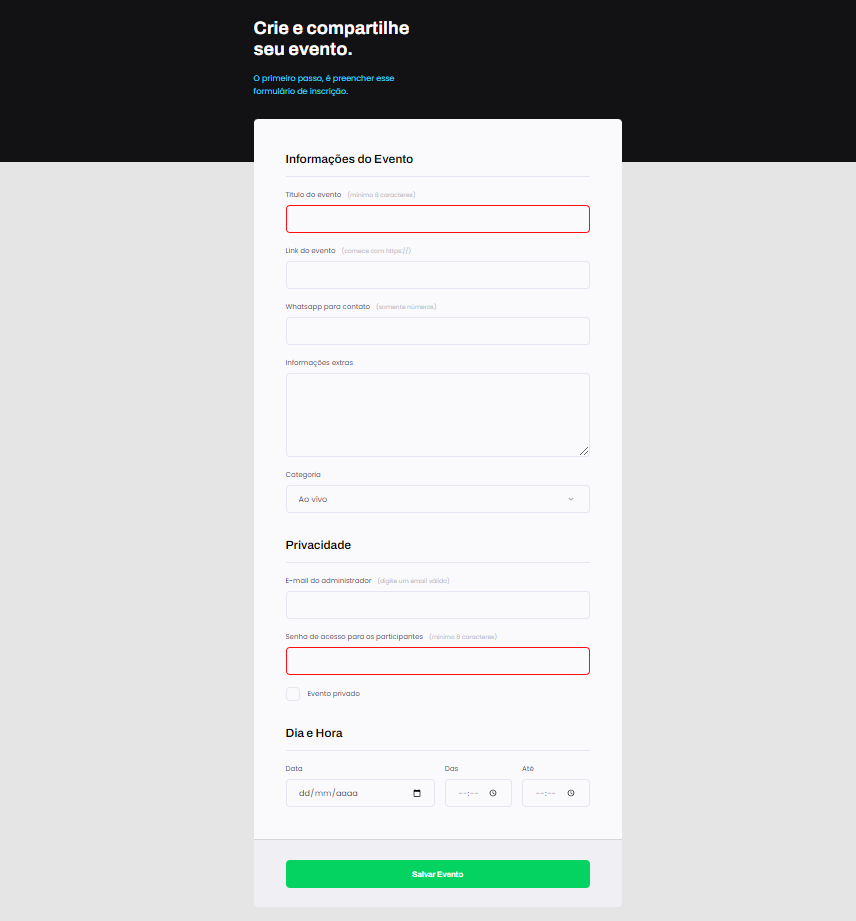 Crie e compartilhe
seu evento.
O primeiro passo, é preencher esse
formulário de inscrição.
Informações do Evento
Título do evento (mínimo 8 caracteres)
Link do evento (comece com https://)
Whatsapp para contato (somente números)
Informações extras
Categoria
Ao vivo
Privacidade
E-mail do administrador (digite um email válido)
Senha de acesso para os participantes (mínimo 8 caracteres)
Evento privado
Dia e Hora
Data Das Até
dd/mm/aaaa --:-- --:--
Salvar Evento